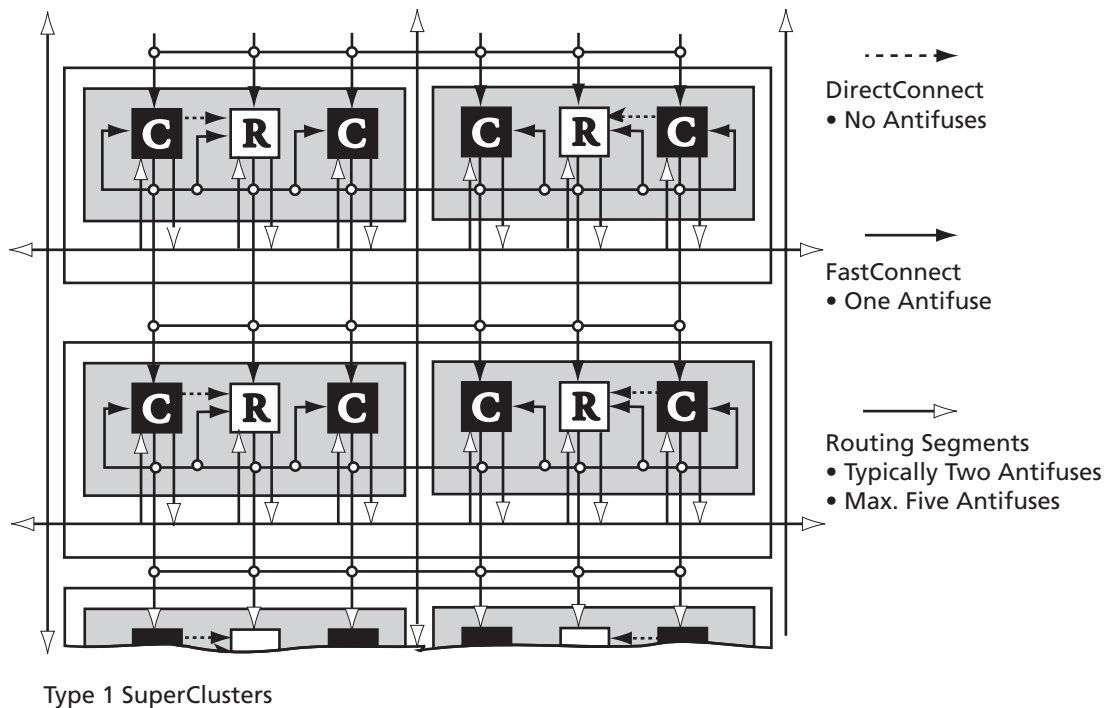 C R C C R C
DirectConnect
• No Antifuses
FastConnect
• One Antifuse
C R C C R C
Routing Segments
• Typically Two Antifuses
• Max. Five Antifuses
Type 1 SuperClusters